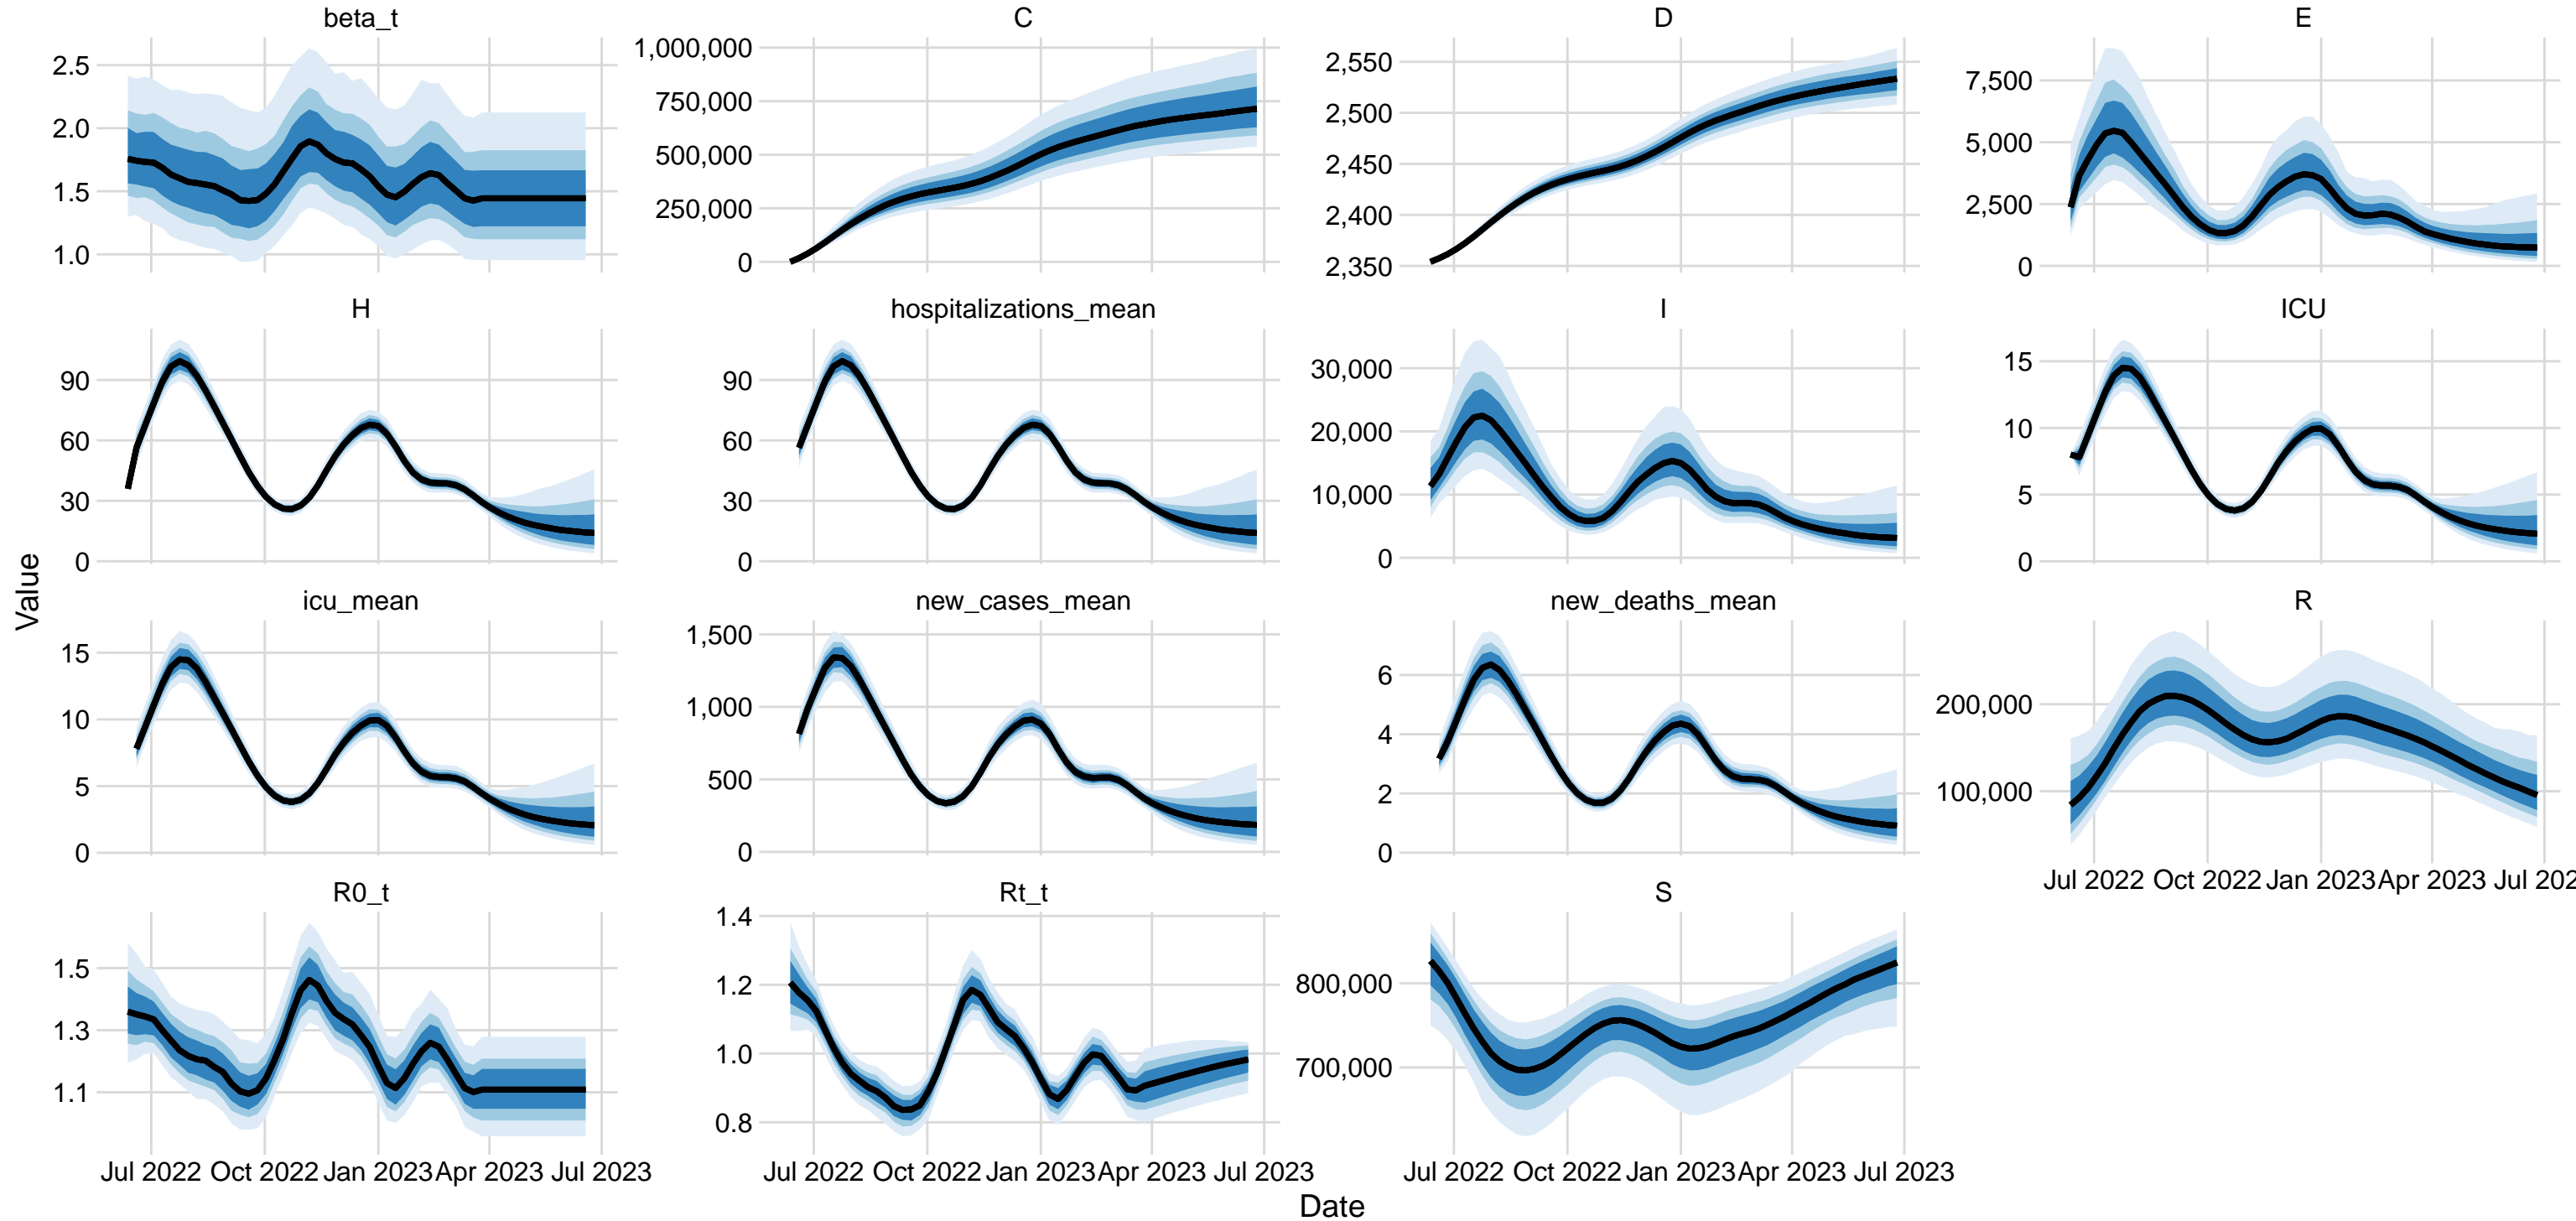 beta_t
C
D
E
2.5
2.0
1.5
1.0
1,000,000
750,000
500,000
250,000
0
2,550
2,500
2,450
2,400
2,350
7,500
5,000
2,500
0
H
hospitalizations_mean
I
ICU
90
60
30
0
90
60
30
0
30,000
20,000
10,000
0
15
10
5
0
Value
icu_mean
new_cases_mean
new_deaths_mean
R
15
10
5
0
1,500
1,000
500
0
6
4
2
0
200,000
100,000
Jul 2022 Oct 2022 Jan 2023 Apr 2023 Jul 202
R0_t
Rt_t
S
1.5
1.3
1.1
1.4
1.2
1.0
0.8
800,000
700,000
Jul 2022 Oct 2022 Jan 2023 Apr 2023 Jul 2023
Jul 2022 Oct 2022 Jan 2023 Apr 2023 Jul 2023
Jul 2022 Oct 2022 Jan 2023 Apr 2023 Jul 2023
Date